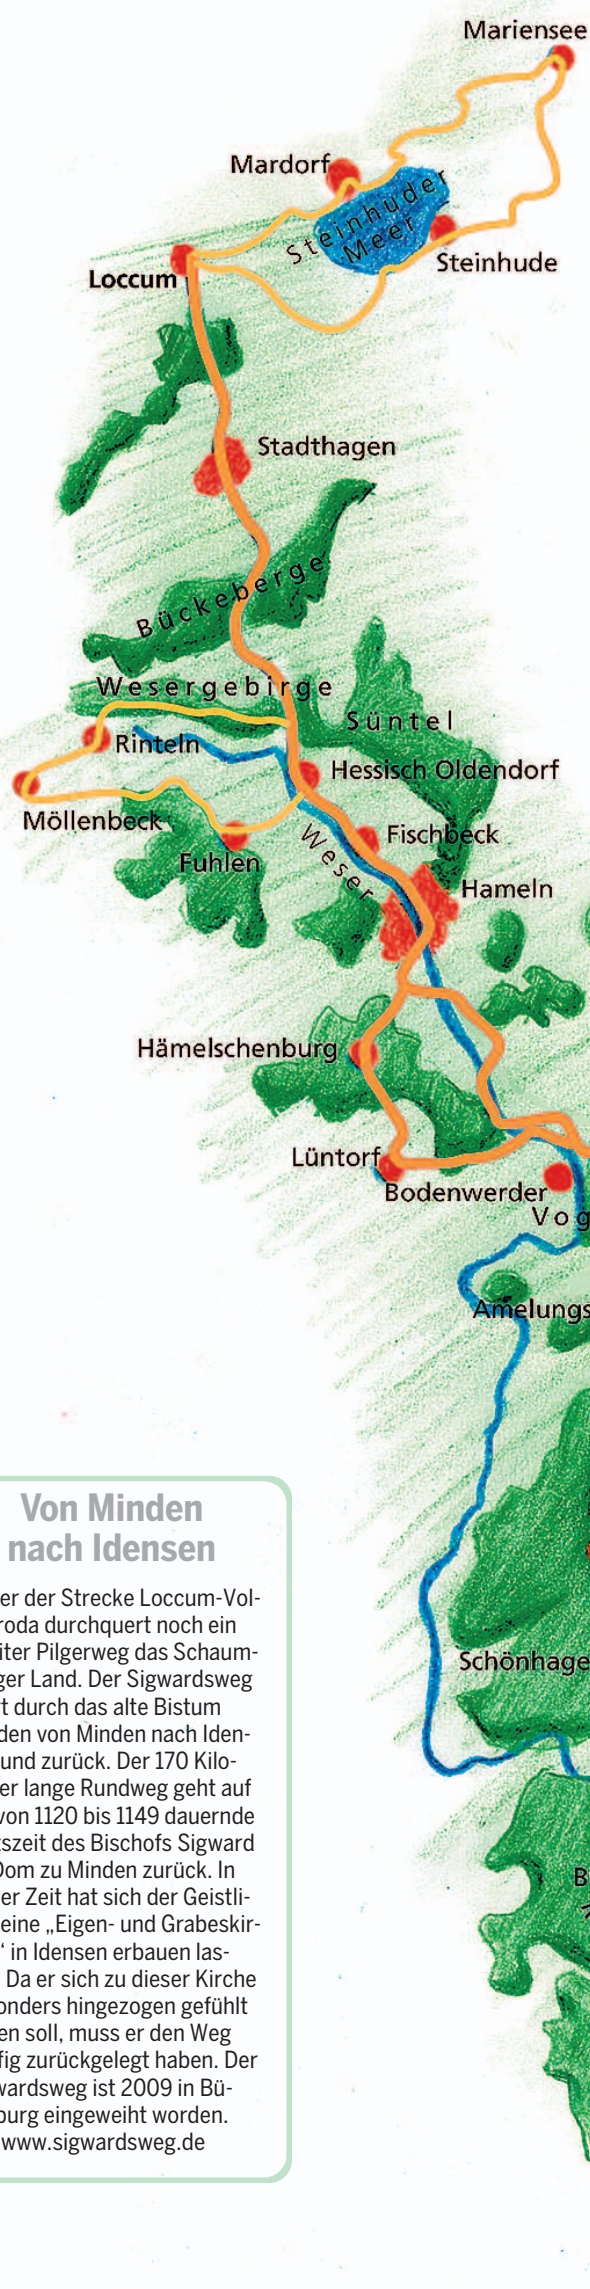 Mariensee
Mardorf
Steinhuder
Meer
Steinhude
Loccum
Stadthagen
Bückeberge
Wesergebirge
Süntel
Rinteln
Hessisch Oldendorf
Möllenbeck
Weser
Fischbeck
Fuhlen
Hameln
Hämelschenburg
Lüntorf
Bodenwerder
Vog
Amelungs
Von Minden
nach Idensen
er der Strecke Loccum-Vol-
roda durchquert noch ein
iter Pilgerweg das Schaum-
ger Land. Der Sigwardsweg
t durch das alte Bistum
den von Minden nach Iden-
und zurück. Der 170 Kilo-
er lange Rundweg geht auf
von 1120 bis 1149 dauernde
tszeit des Bischofs Sigward
Dom zu Minden zurück. In
er Zeit hat sich der Geistli-
eine „Eigen- und Grabeskir-
“ in Idensen erbauen las-
Da er sich zu dieser Kirche
onders hingezogen gefühlt
en soll, muss er den Weg
fig zurückgelegt haben. Der
wardsweg ist 2009 in Bü-
burg eingeweiht worden.
www.sigwardsweg.de
Schönhage
B